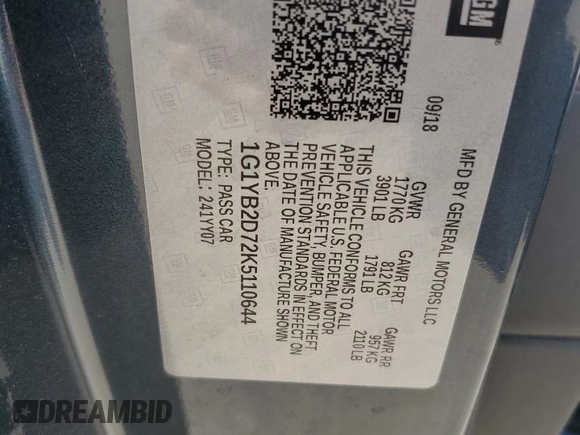 GM
®
09/18
MFD BY GENERAL MOTORS LLC
GVWR GAWR FRT GAWR RR
1770 KG 812 KG 957 KG
3901 LB 1791 LB 2110 LB
THIS VEHICLE CONFORMS TO ALL
APPLICABLE U.S. FEDERAL MOTOR
VEHICLE SAFETY, BUMPER, AND THEFT
PREVENTION STANDARDS IN EFFECT ON
THE DATE OF MANUFACTURE SHOWN
ABOVE.
1G1YB2D72K5110644
TYPE: PASS CAR
MODEL: 241YY07
DREAMBID